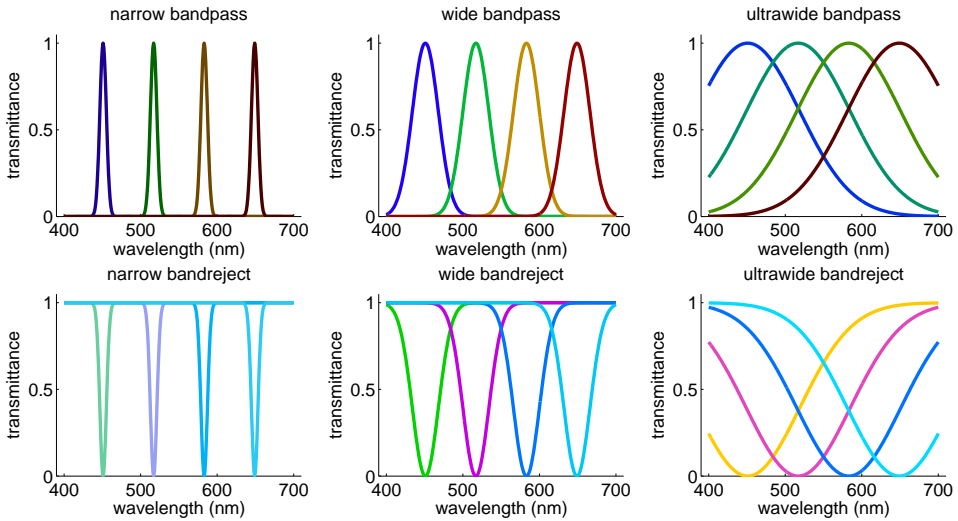 narrow bandpass
transmittance
1
0.5
0
400 500 600 700
wavelength (nm)
wide bandpass
transmittance
1
0.5
0
400 500 600 700
wavelength (nm)
ultrawide bandpass
transmittance
1
0.5
0
400 500 600 700
wavelength (nm)
narrow bandreject
transmittance
1
0.5
0
400 500 600 700
wavelength (nm)
wide bandreject
transmittance
1
0.5
0
400 500 600 700
wavelength (nm)
ultrawide bandreject
transmittance
1
0.5
0
400 500 600 700
wavelength (nm)